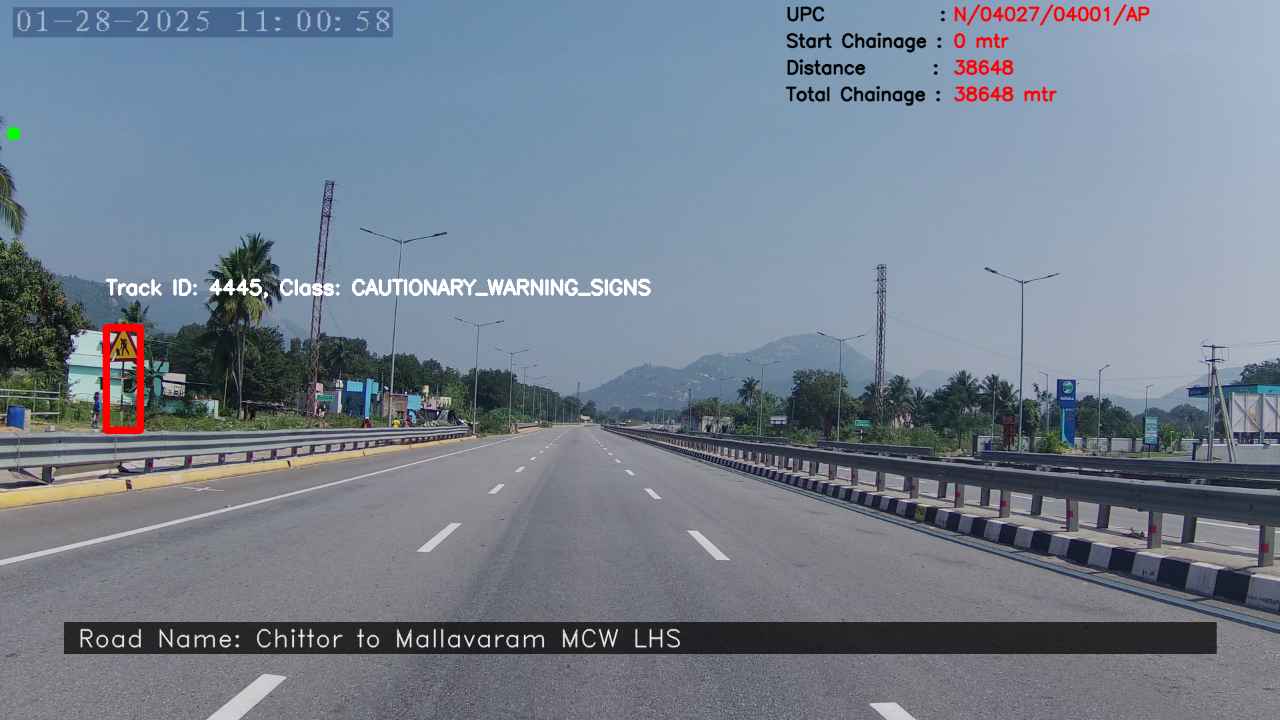 01-28-2025 11:00:58
UPC : N/04027/04001/AP
Start Chainage : 0 mtr
Distance : 38648
Total Chainage : 38648 mtr
Track ID: 4445, Class: CAUTIONARY_WARNING_SIGNS
Road Name: Chittor to Mallavaram MCW LHS